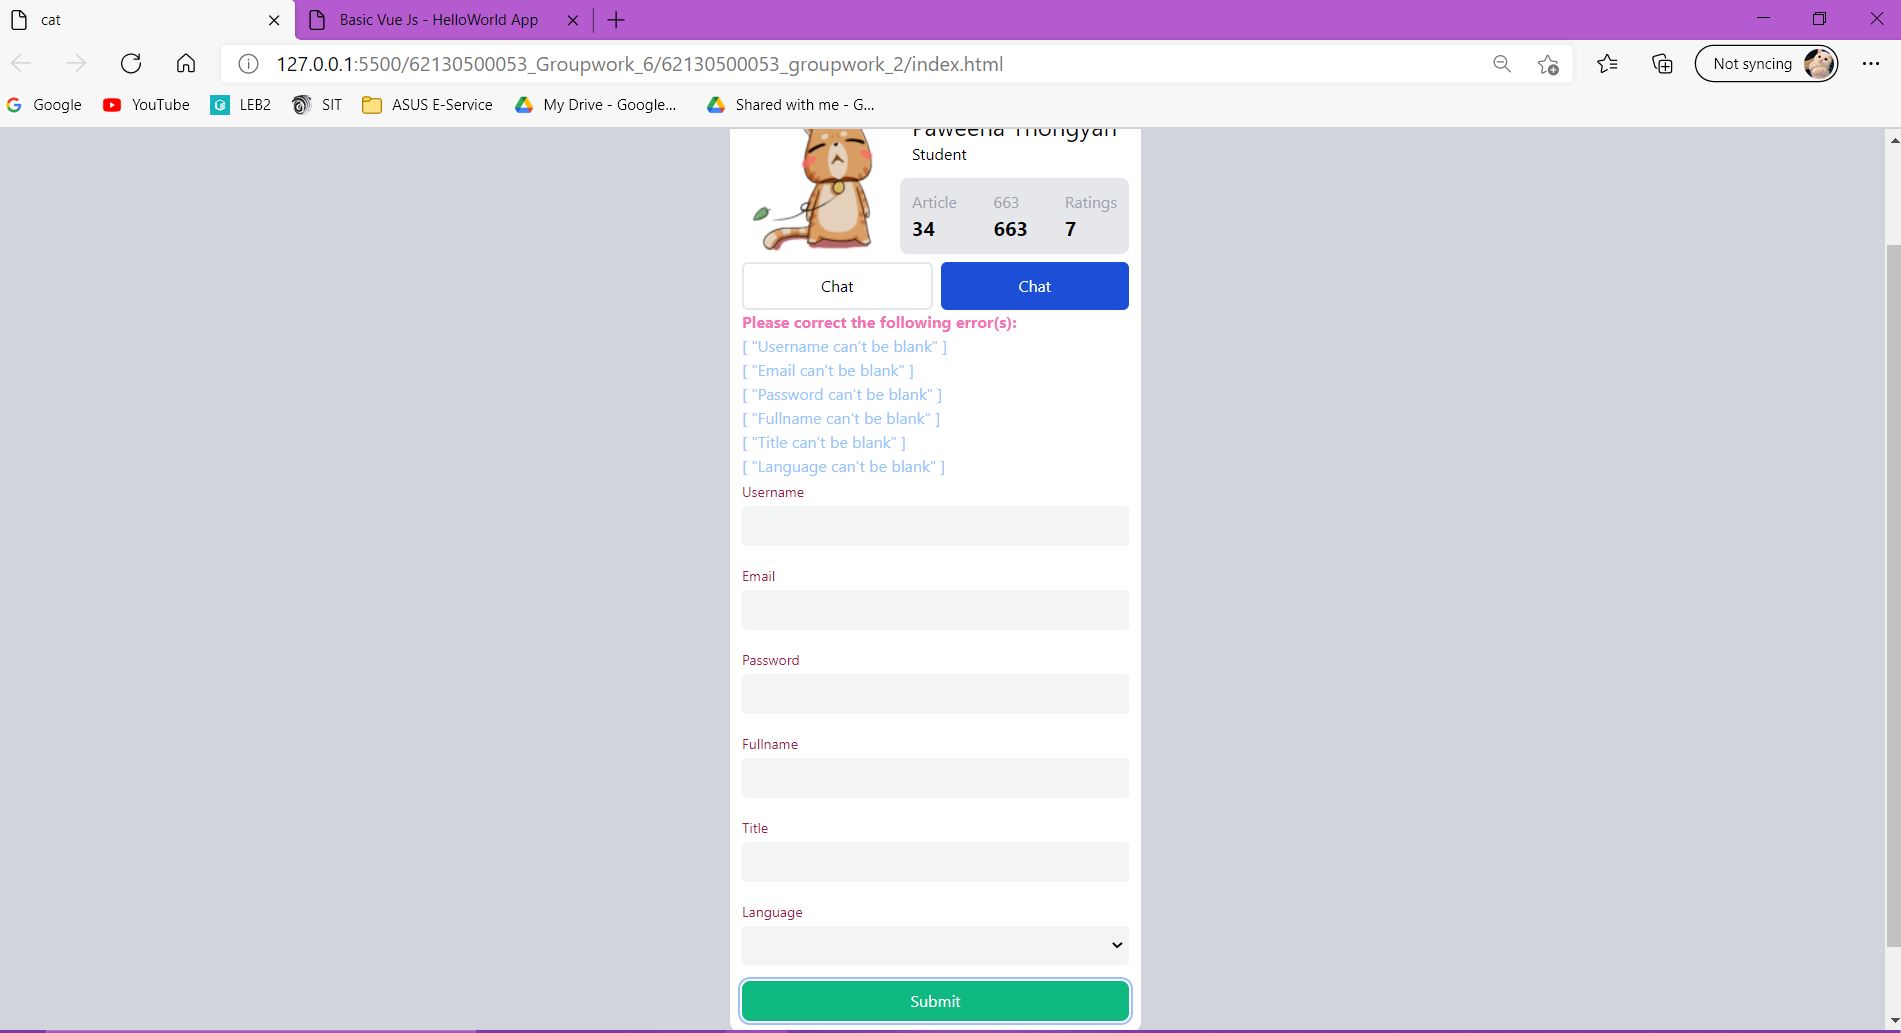 cat
Basic Vue Js - HelloWorld App
127.0.0.1:5500/62130500053_Groupwork_6/62130500053_groupwork_2/index.html
Not syncing
Google
YouTube
LEB2
SIT
ASUS E-Service
My Drive - Google...
Shared with me - G...
Paweena Thongyan
Student
Article 663 Ratings
34 663 7
Chat Chat
Please correct the following error(s):
[ "Username can't be blank" ]
[ "Email can't be blank" ]
[ "Password can't be blank" ]
[ "Fullname can't be blank" ]
[ "Title can't be blank" ]
[ "Language can't be blank" ]
Username
Email
Password
Fullname
Title
Language
Submit